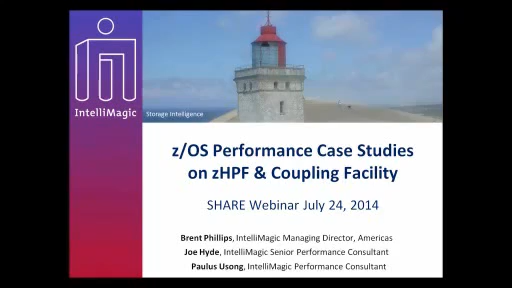 IntelliMagic
Storage Intelligence
z/OS Performance Case Studies
on zHPF & Coupling Facility
SHARE Webinar July 24, 2014
Brent Phillips, IntelliMagic Managing Director, Americas
Joe Hyde, IntelliMagic Senior Performance Consultant
Paulus Usong, IntelliMagic Performance Consultant